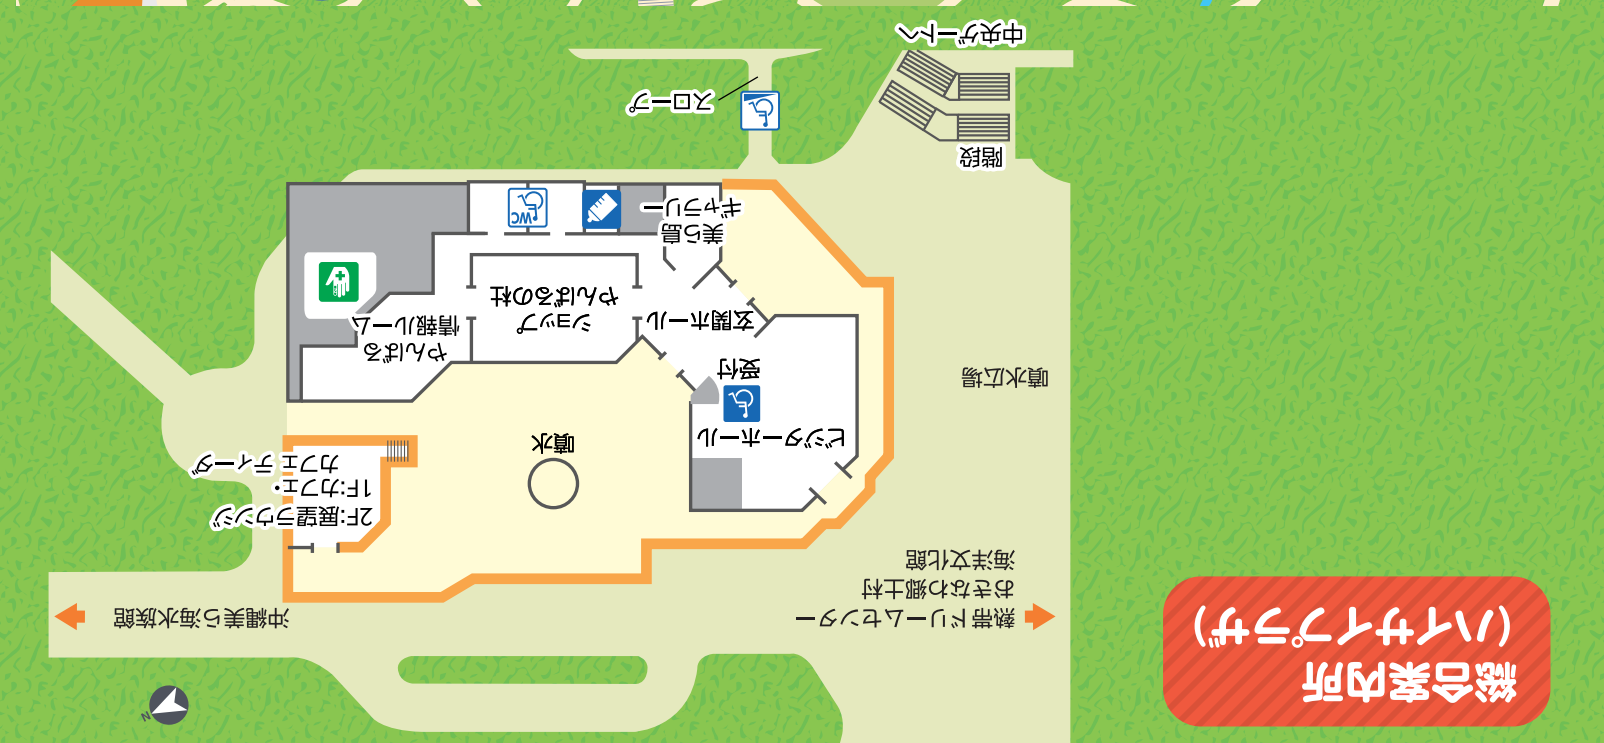 総合案内所
(ハイサイプラザ)
熱帯ドリームセンター
おきなわ郷土村
海洋文化館
沖縄美ら海水族館
N
2F:展望ラウンジ
1F:カフェ・
カフェ ティーダ
噴水
ビジターホール
受付
噴水広場
やんばる
情報ルーム
ショップ
やんばるの社
玄関ホール
美ら島
ギャラリー
WC
階段
スロープ
中央ゲートへ